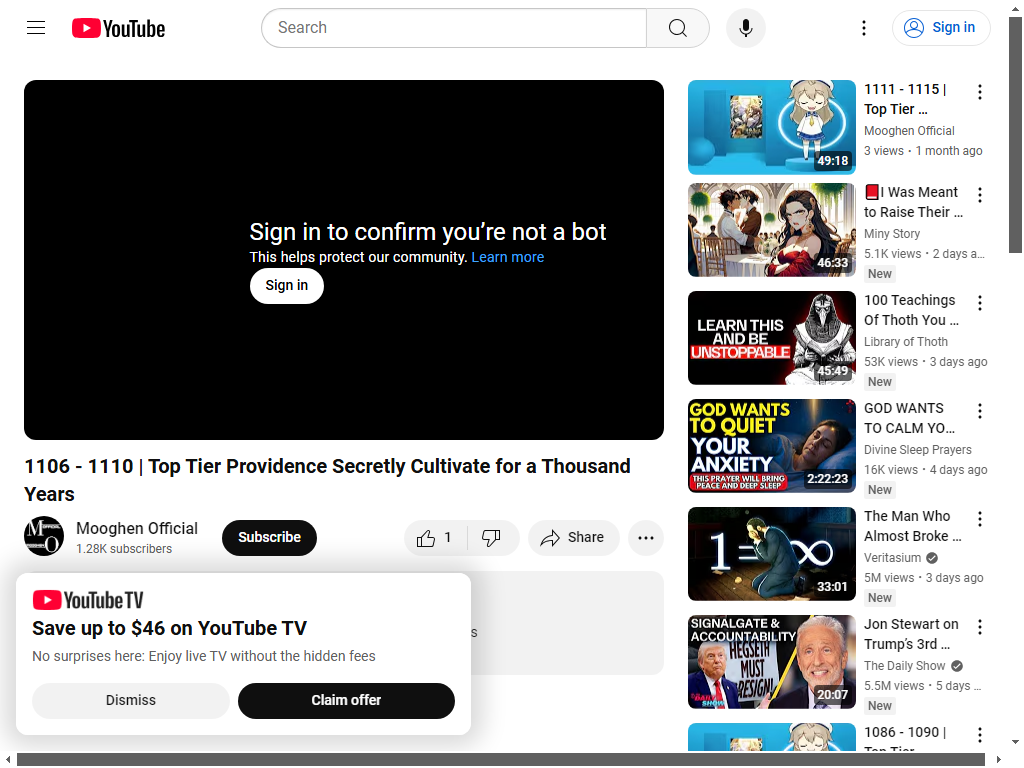 YouTube
Search
Sign in
Sign in to confirm you’re not a bot
This helps protect our community. Learn more
Sign in
1106 - 1110 | Top Tier Providence Secretly Cultivate for a Thousand
Years
Mooghen Official
1.28K subscribers
Subscribe
1
Share
s
YouTube TV
Save up to $46 on YouTube TV
No surprises here: Enjoy live TV without the hidden fees
Dismiss
Claim offer
49:18
1111 - 1115 |
Top Tier ...
Mooghen Official
3 views • 1 month ago
46:33
I Was Meant
to Raise Their ...
Miny Story
5.1K views • 2 days a...
New
LEARN THIS
AND BE
UNSTOPPABLE
45:49
100 Teachings
Of Thoth You ...
Library of Thoth
53K views • 3 days ago
New
GOD WANTS
TO QUIET
YOUR
ANXIETY
THIS PRAYER WILL BRING
PEACE AND DEEP SLEEP
2:22:23
GOD WANTS
TO CALM YO...
Divine Sleep Prayers
16K views • 4 days ago
New
1=∞
33:01
The Man Who
Almost Broke ...
Veritasium
5M views • 3 days ago
New
SIGNALGATE &
ACCOUNTABILITY
HEGSETH
MUST
RESIGN!
THE DAILY SHOW
20:07
Jon Stewart on
Trump’s 3rd ...
The Daily Show
5.5M views • 5 days ...
New
1086 - 1090 |
Top Tier